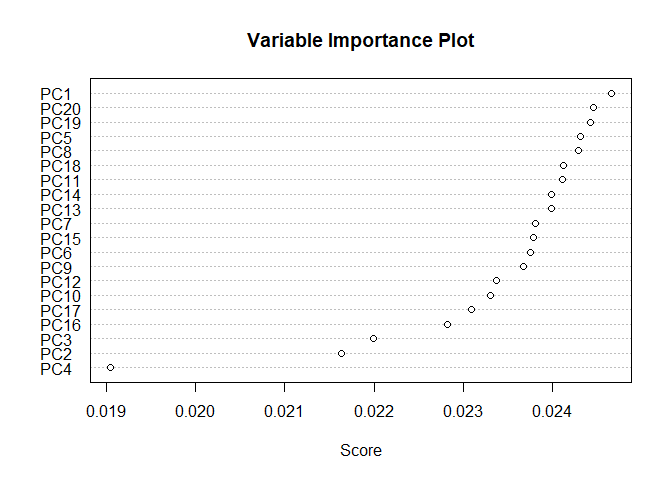 Variable Importance Plot
PC1
PC20
PC19
PC5
PC8
PC18
PC11
PC14
PC13
PC7
PC15
PC6
PC9
PC12
PC10
PC17
PC16
PC3
PC2
PC4
0.019 0.020 0.021 0.022 0.023 0.024
Score